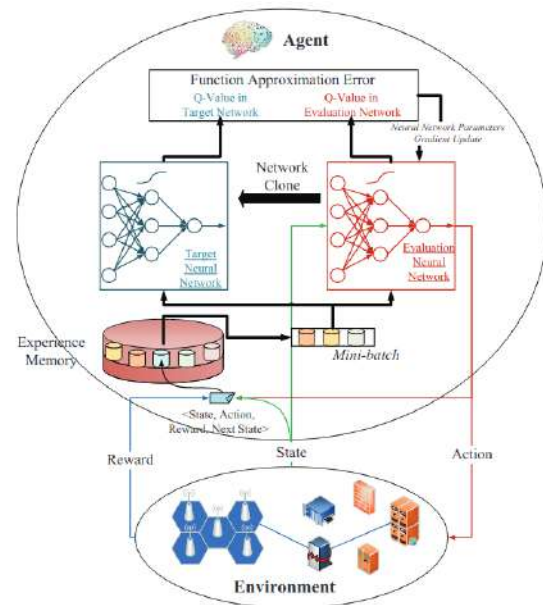 Agent
Function Approximation Error
Q-Value in
Target Network
Q-Value in
Evaluation Network
Neural Network Parameters
Gradient Update
Network
Clone
Target
Neural
Network
Evaluation
Neural
Network
Experience
Memory
Mini-batch
<State, Action,
Reward, Next State>
Reward
State
Action
Environment